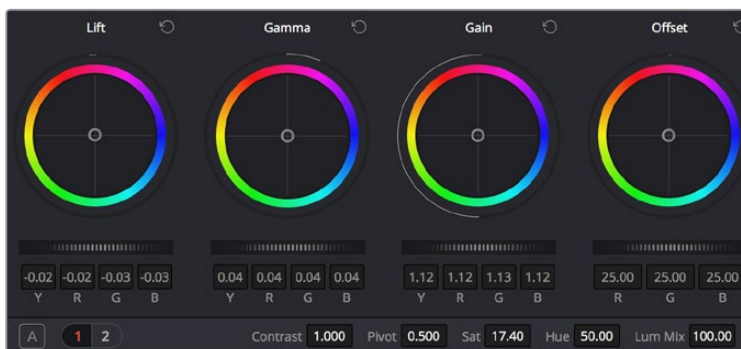 Lift Gamma Gain Offset
-0.02 -0.02 -0.03 -0.03 0.04 0.04 0.04 0.04 1.12 1.12 1.13 1.12 25.00 25.00 25.00
Y R G B Y R G B Y R G B R G B
A 1 2 Contrast 1.000 Pivot 0.500 Sat 17.40 Hue 50.00 Lum Mix 100.00